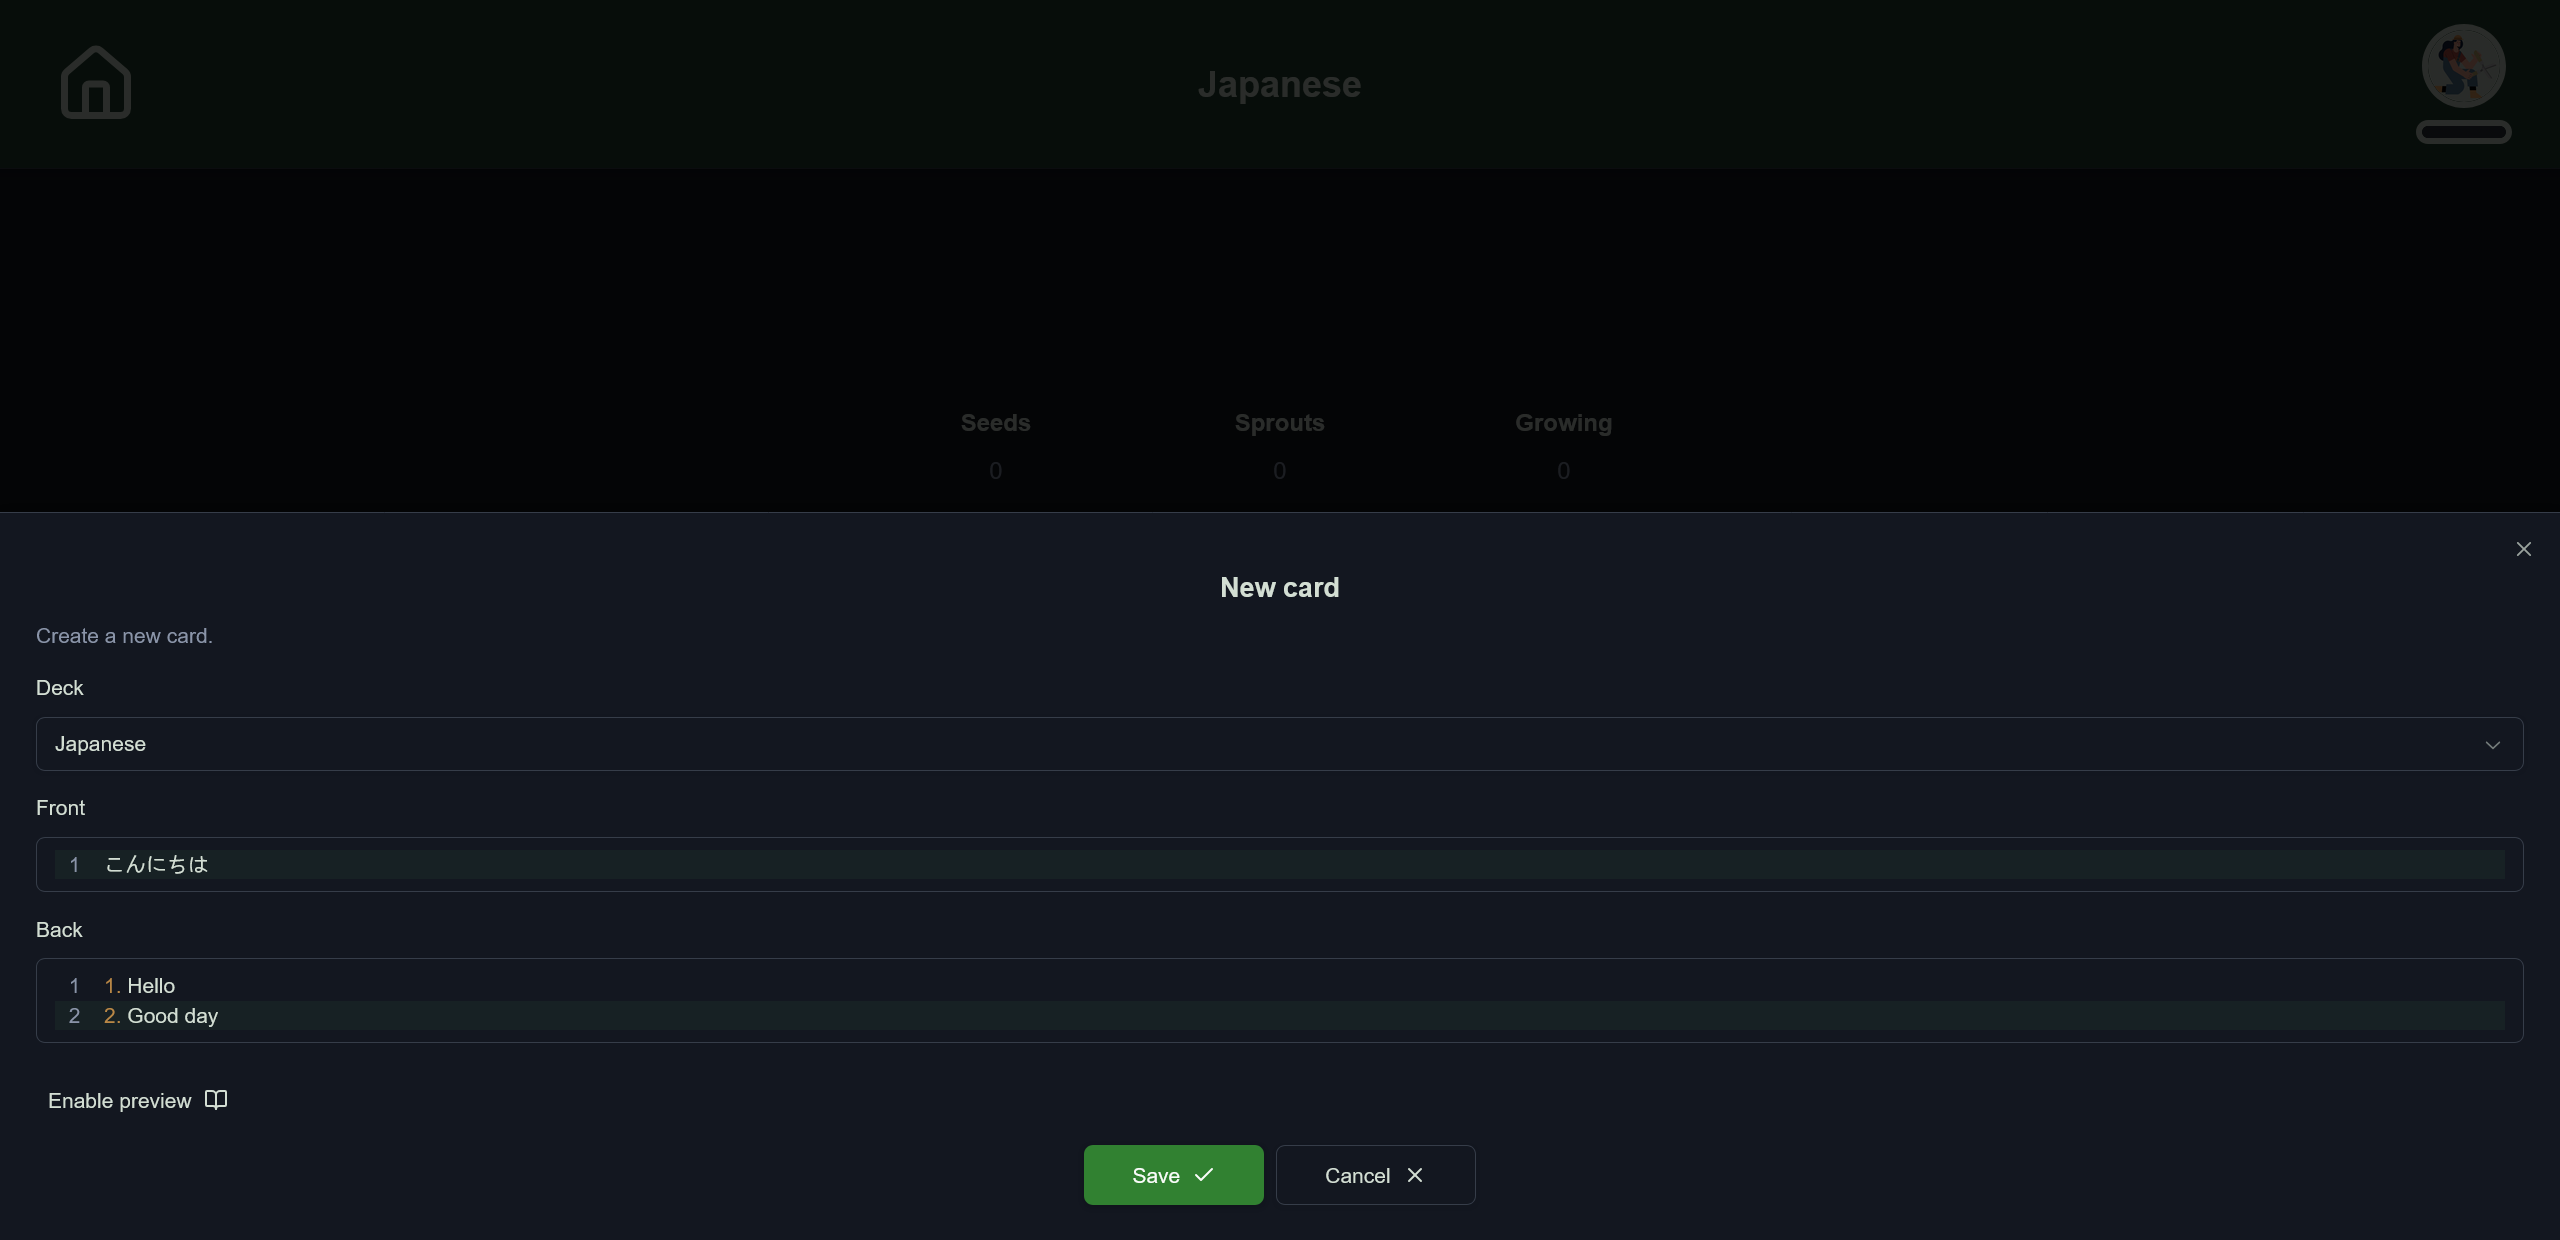 Japanese
Seeds
Sprouts
Growing
0
0
0
New card
Create a new card.
Deck
Japanese
Front
1 こんにちは
Back
1 1. Hello
2 2. Good day
Enable preview
Save
Cancel